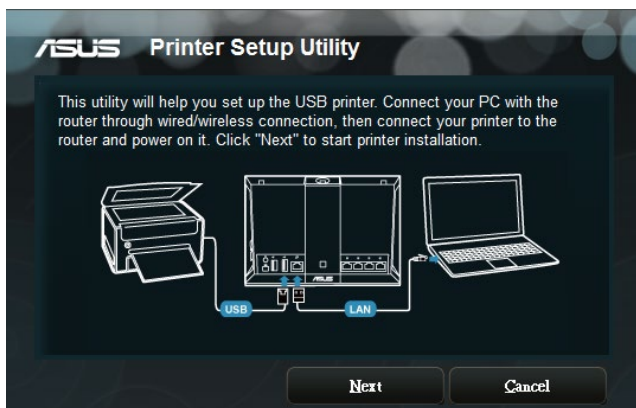 ASUS Printer Setup Utility
This utility will help you set up the USB printer. Connect your PC with the
router through wired/wireless connection, then connect your printer to the
router and power on it. Click "Next" to start printer installation.
ASUS
USB
LAN
Next
Cancel